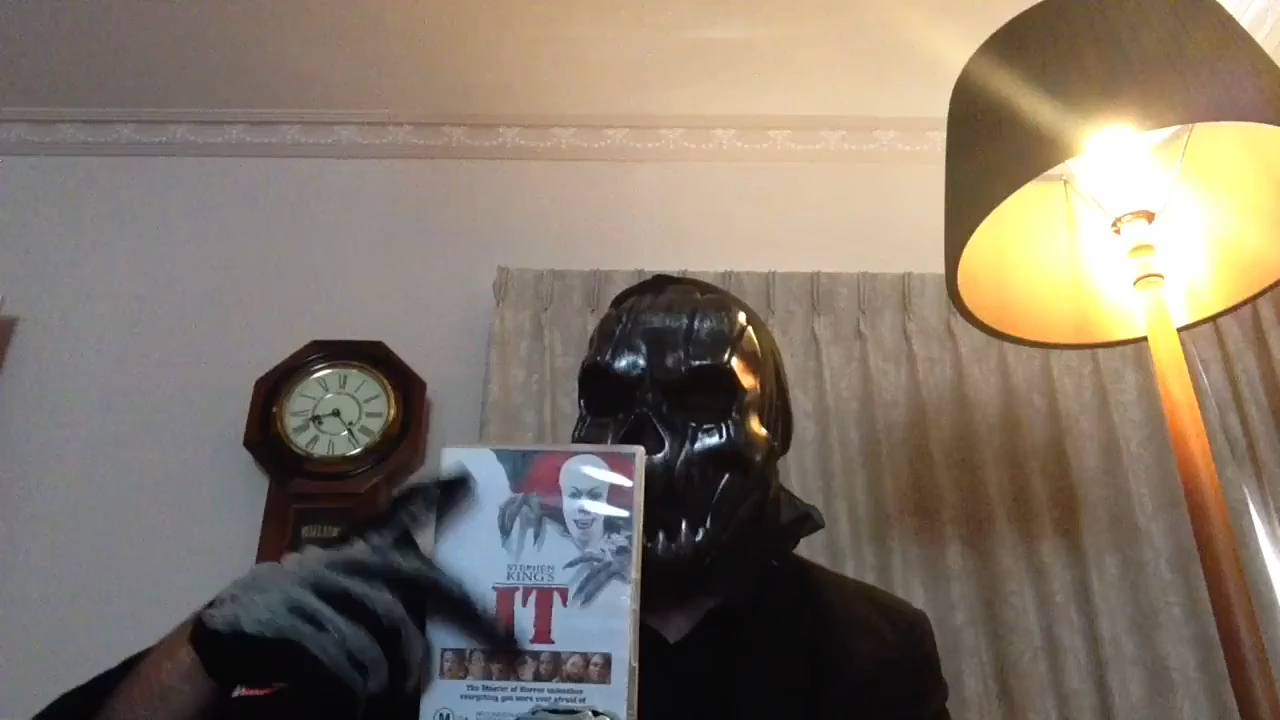 STEPHEN
KING'S
IT
The Master of Horror unleashes
everything you were ever afraid of
M